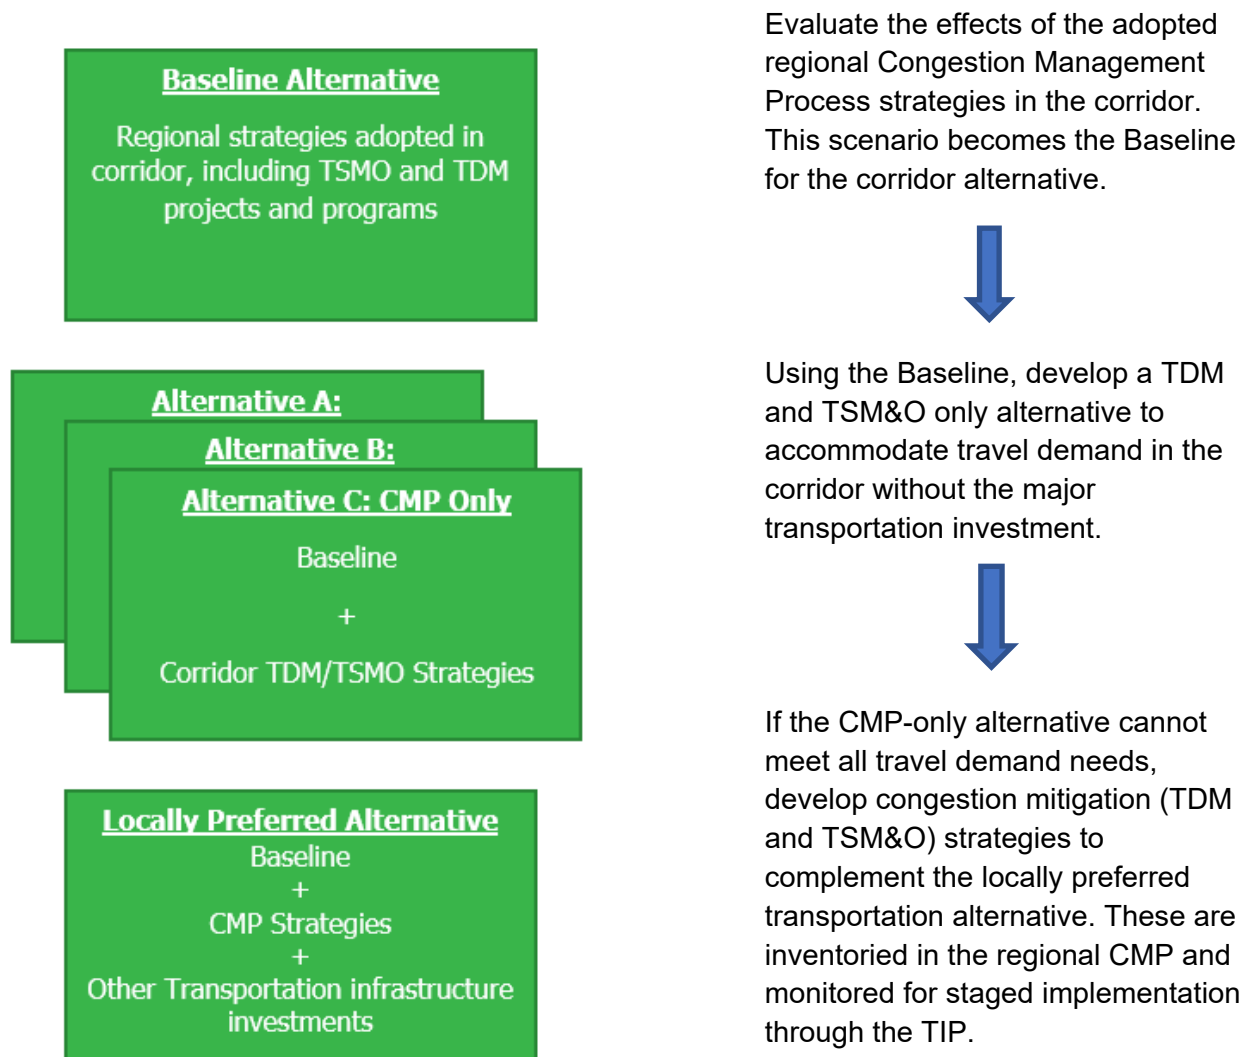 Baseline Alternative
Regional strategies adopted in
corridor, including TSMO and TDM
projects and programs
Evaluate the effects of the adopted
regional Congestion Management
Process strategies in the corridor.
This scenario becomes the Baseline
for the corridor alternative.
Alternative A:
Alternative B:
Alternative C: CMP Only
Baseline
+
Corridor TDM/TSMO Strategies
Using the Baseline, develop a TDM
and TSM&O only alternative to
accommodate travel demand in the
corridor without the major
transportation investment.
Locally Preferred Alternative
Baseline
+
CMP Strategies
+
Other Transportation infrastructure
investments
If the CMP-only alternative cannot
meet all travel demand needs,
develop congestion mitigation (TDM
and TSM&O) strategies to
complement the locally preferred
transportation alternative. These are
inventoried in the regional CMP and
monitored for staged implementation
through the TIP.